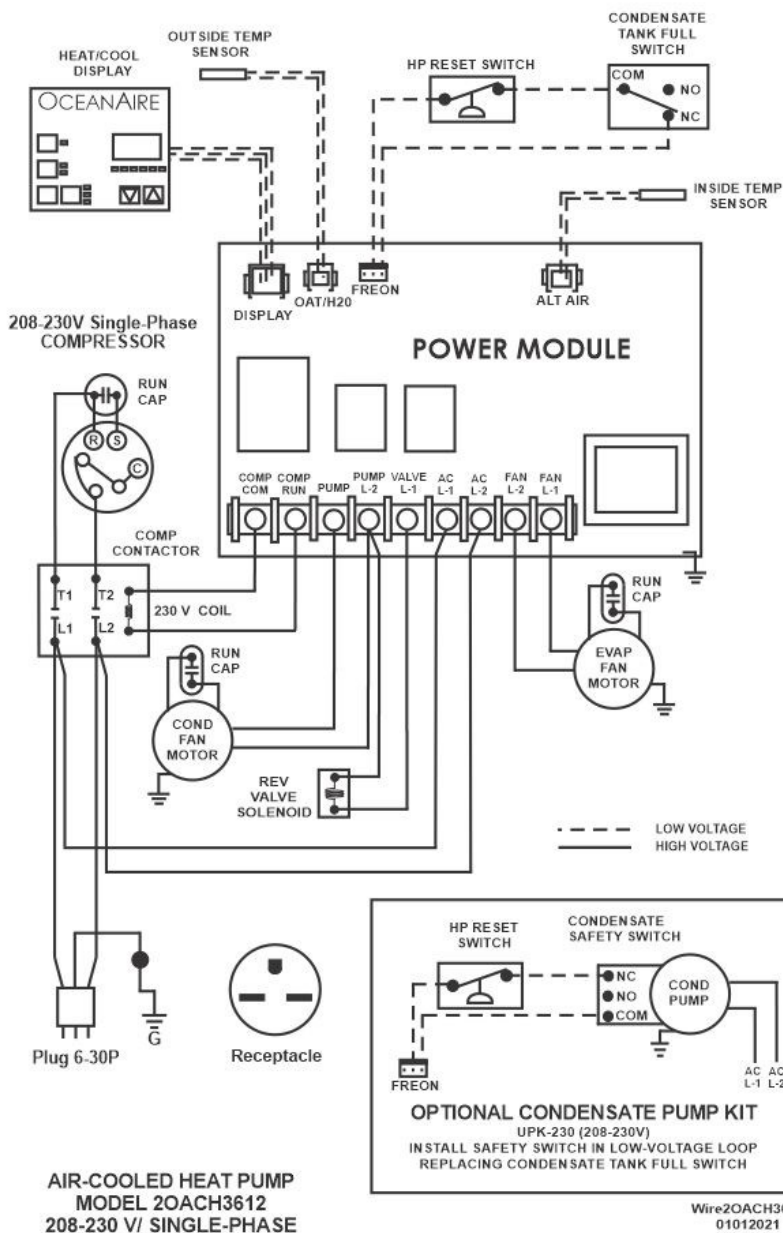 CONDENSATE
TANK FULL
SWITCH
OUTSIDE TEMP
SENSOR
HEAT/COOL
DISPLAY
HP RESET SWITCH
COM
NO
NC
OCEANAIRE
INSIDE TEMP
SENSOR
DISPLAY
OAT/H20
FREON
ALT AIR
208-230V Single-Phase
COMPRESSOR
POWER MODULE
RUN
CAP
R
S
C
COMP
COM
COMP
RUN
PUMP
PUMP
L-2
VALVE
L-1
AC
L-1
AC
L-2
FAN
L-2
FAN
L-1
COMP
CONTACTOR
T1
T2
230 V COIL
L1
L2
RUN
CAP
RUN
CAP
EVAP
FAN
MOTOR
COND
FAN
MOTOR
REV
VALVE
SOLENOID
LOW VOLTAGE
HIGH VOLTAGE
HP RESET
SWITCH
CONDENSATE
SAFETY SWITCH
NC
NO
COM
COND
PUMP
G
Plug 6-30P
Receptacle
FREON
AC
L-1
AC
L-2
OPTIONAL CONDENSATE PUMP KIT
UPK-230 (208-230V)
INSTALL SAFETY SWITCH IN LOW-VOLTAGE LOOP
REPLACING CONDENSATE TANK FULL SWITCH
AIR-COOLED HEAT PUMP
MODEL 2OACH3612
208-230 V/ SINGLE-PHASE
01012021